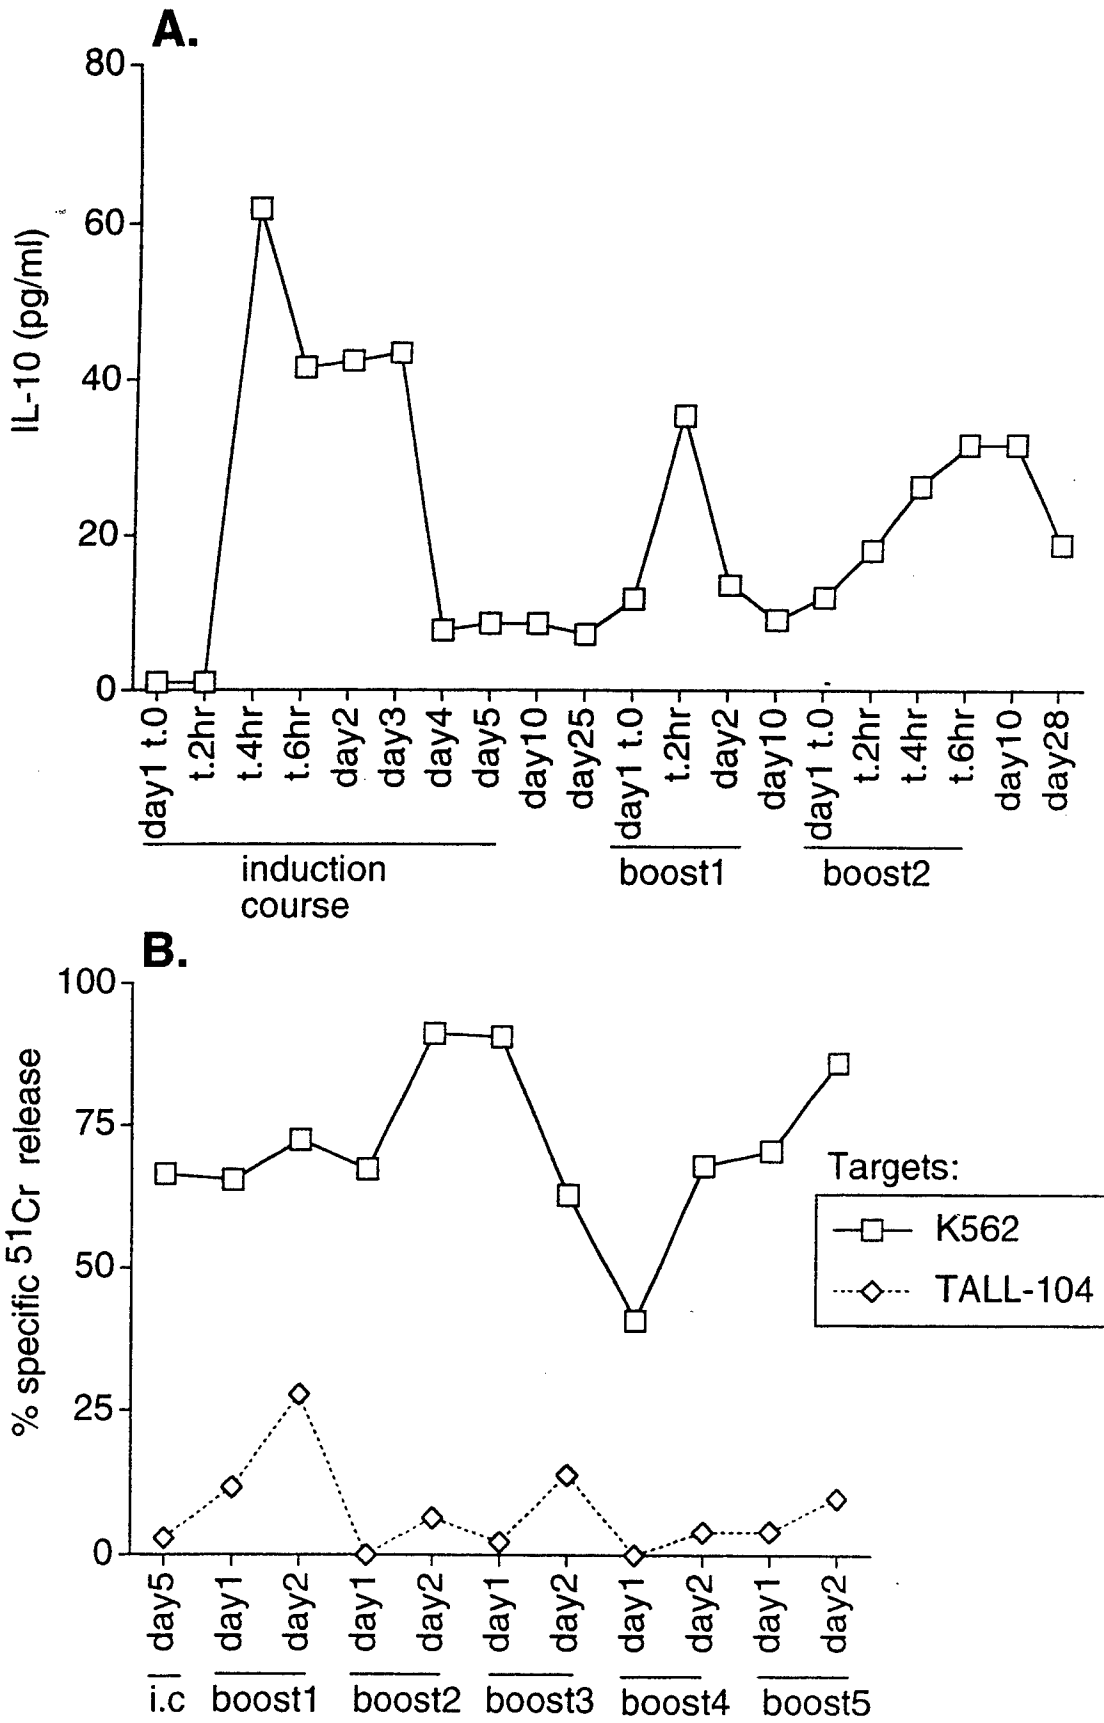 A.
80
60
40
20
0
IL-10 (pg/ml)
day1 t.0
t.2hr
t.4hr
t.6hr
day2
day3
day4
day5
day10
day25
day1 t.0
t.2hr
day2
day10
day1 t.0
t.2hr
t.4hr
t.6hr
day10
day28
induction
course
boost1
boost2
B.
100
75
50
25
0
% specific 51Cr release
Targets:
K562
TALL-104
day5
day1
day2
day1
day2
day1
day2
day1
day2
day1
day2
i.c
boost1
boost2
boost3
boost4
boost5